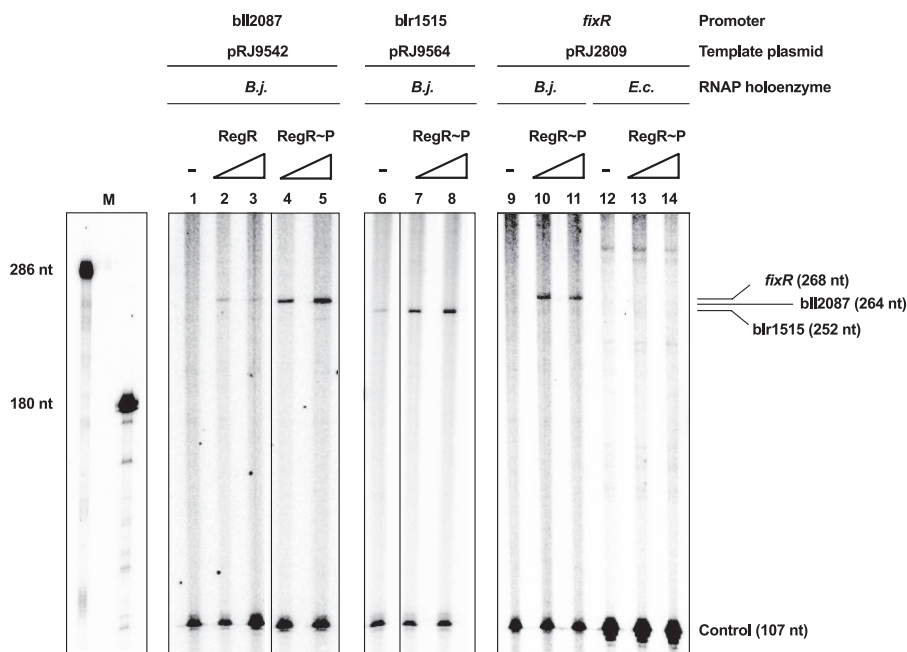 bll2087 blr1515 fixR Promoter
pRJ9542 pRJ9564 pRJ2809 Template plasmid
B.j. B.j. B.j. E.c. RNAP holoenzyme
RegR RegR~P RegR~P RegR~P RegR~P
- - - -
M 1 2 3 4 5 6 7 8 9 10 11 12 13 14
286 nt
fixR (268 nt)
bll2087 (264 nt)
blr1515 (252 nt)
180 nt
Control (107 nt)